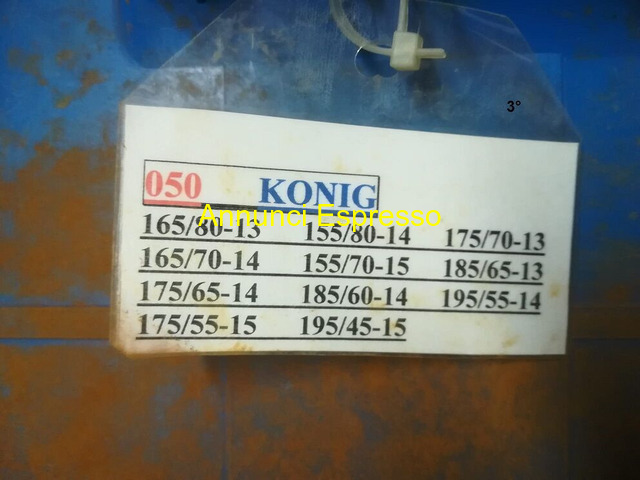 3°
050 KONIG
Annunci Espresso
165/80-13 155/80-14 175/70-13
165/70-14 155/70-15 185/65-13
175/65-14 185/60-14 195/55-14
175/55-15 195/45-15